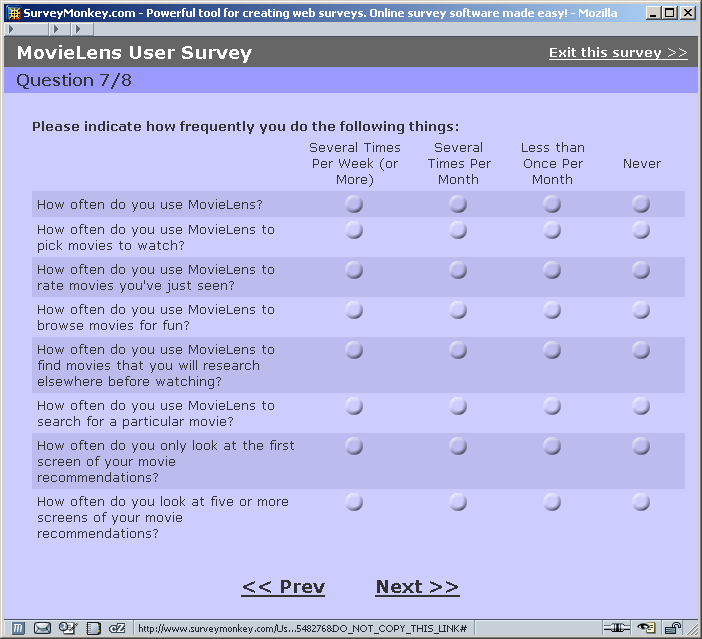 SurveyMonkey.com - Powerful tool for creating web surveys. Online survey software made easy! - Mozilla
MovieLens User Survey
Exit this survey >>
Question 7/8
Please indicate how frequently you do the following things:
Several Times Per Week (or More)
Several Times Per Month
Less than Once Per Month
Never
How often do you use MovieLens?
How often do you use MovieLens to
pick movies to watch?
How often do you use MovieLens to
rate movies you've just seen?
How often do you use MovieLens to
browse movies for fun?
How often do you use MovieLens to
find movies that you will research
elsewhere before watching?
How often do you use MovieLens to
search for a particular movie?
How often do you only look at the first
screen of your movie
recommendations?
How often do you look at five or more
screens of your movie
recommendations?
<< Prev
Next >>
http://www.surveymonkey.com/Us...548276&DO_NOT_COPY_THIS_LINK#